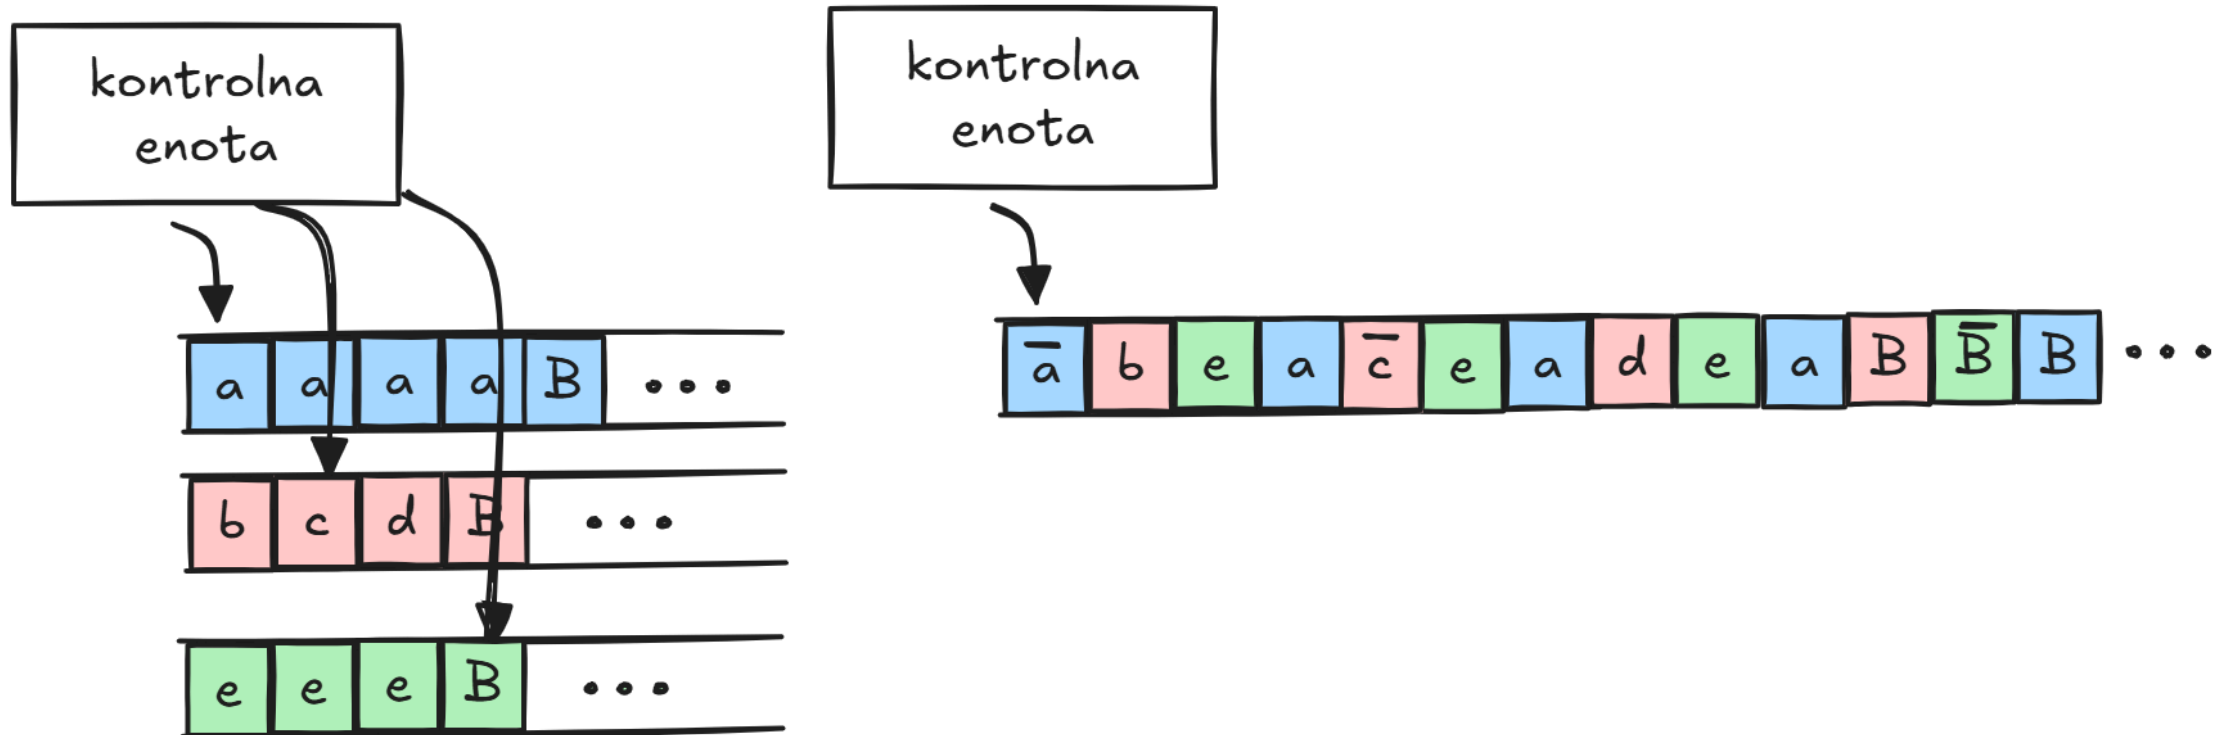 kontrolna
enota
a a a a B ...
b c d B ...
e e e B ...
kontrolna
enota
a̅ b e a c̅ e a d e a B B̅ B ...